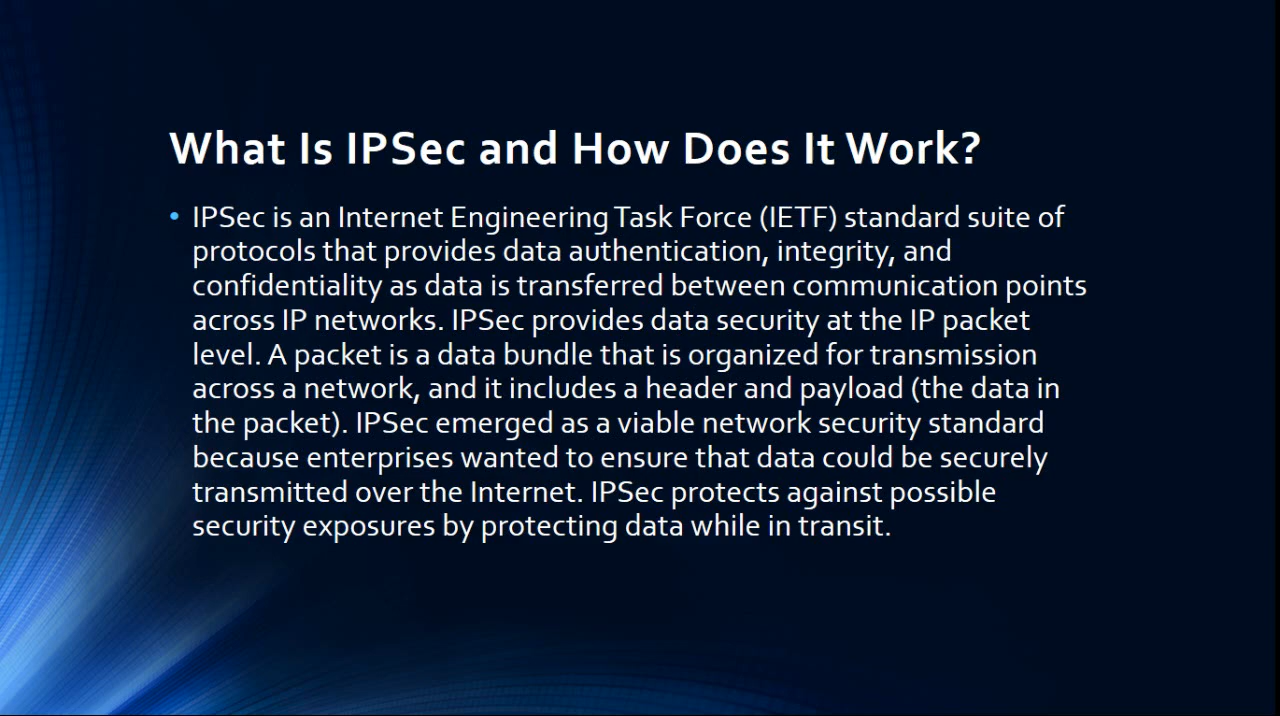 What Is IPSec and How Does It Work?
• IPSec is an Internet Engineering Task Force (IETF) standard suite of
protocols that provides data authentication, integrity, and
confidentiality as data is transferred between communication points
across IP networks. IPSec provides data security at the IP packet
level. A packet is a data bundle that is organized for transmission
across a network, and it includes a header and payload (the data in
the packet). IPSec emerged as a viable network security standard
because enterprises wanted to ensure that data could be securely
transmitted over the Internet. IPSec protects against possible
security exposures by protecting data while in transit.